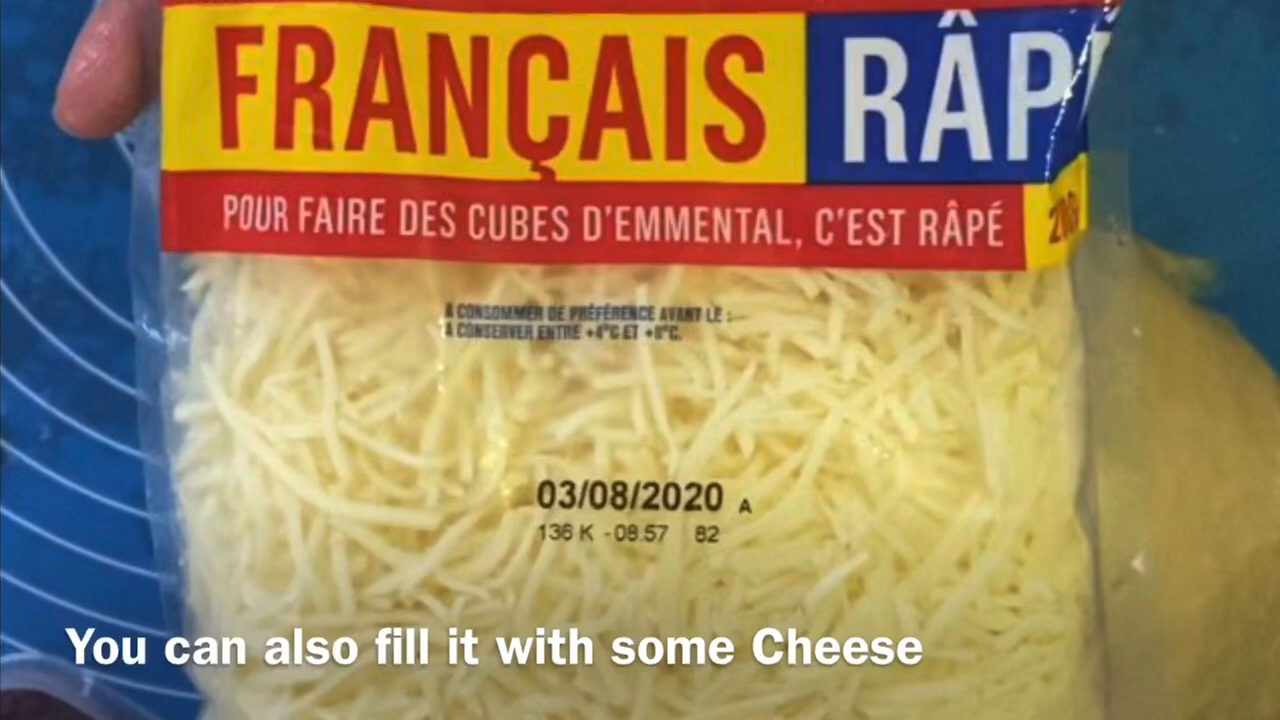 FRANÇAIS RÂP
POUR FAIRE DES CUBES D'EMMENTAL, C'EST RÂPÉ
200g
A CONSOMMER DE PRÉFÉRENCE AVANT LE :
A CONSERVER ENTRE +4°C ET +8°C.
03/08/2020 A
136 K - 08:57 82
You can also fill it with some Cheese